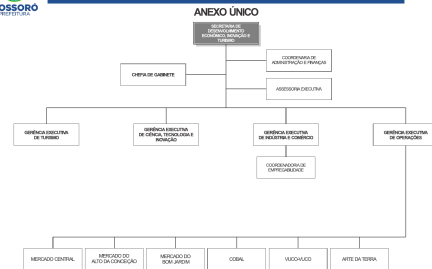 OSSORÓ
PREFEITURA
ANEXO ÚNICO
SECRETARIA DE
DESENVOLVIMENTO
ECONÔMICO, INOVAÇÃO E
TURISMO
COORDENARIA DE
ADMINISTRAÇÃO E FINANÇAS
CHEFIA DE GABINETE
ASSESSORIA EXECUTIVA
GERÊNCIA EXECUTIVA
DE TURISMO
GERÊNCIA EXECUTIVA
DE CIÊNCIA, TECNOLOGIA E
INOVAÇÃO
GERÊNCIA EXECUTIVA
DE INDÚSTRIA E COMÉRCIO
GERÊNCIA EXECUTIVA
DE OPERAÇÕES
COORDENADORIA DE
EMPREGABILIDADE
MERCADO CENTRAL
MERCADO DO
ALTO DA CONCEIÇÃO
MERCADO DO
BOM JARDIM
COBAL
VUCO-VUCO
ARTE DA TERRA